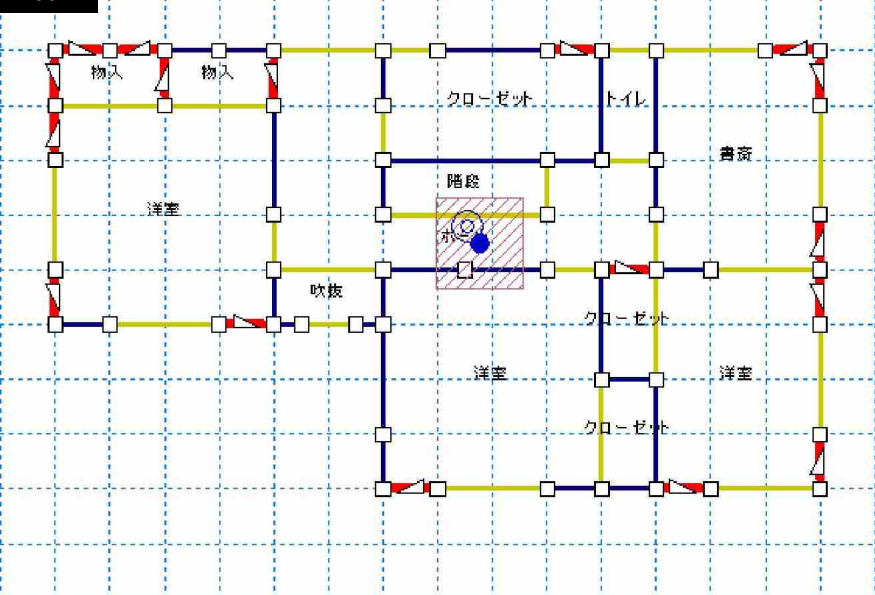 物入
物入
クローゼット
トイレ
書斎
階段
洋室
吹抜
クローゼット
洋室
洋室
クローゼット